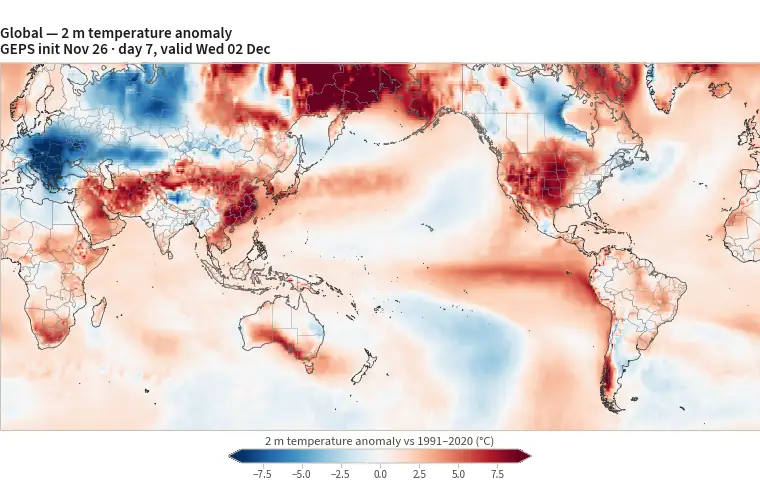 Global — 2 m temperature anomaly
GEPS init Nov 26 · day 7, valid Wed 02 Dec
2 m temperature anomaly vs 1991–2020 (°C)
−7.5 −5.0 −2.5 0.0 2.5 5.0 7.5